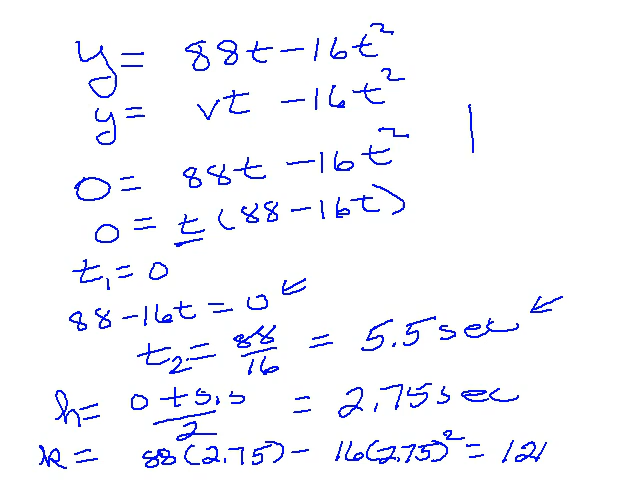 y = 88t - 16t²
y = vt - 16t²
0 = 88t - 16t² |
0 = t(88 - 16t)
t₁ = 0
88 - 16t = 0 ←
t₂ = 88/16 = 5.5 sec ←
h = 0 + 5.5/2 = 2.75 sec
k = 88(2.75) - 16(2.75)² = 121